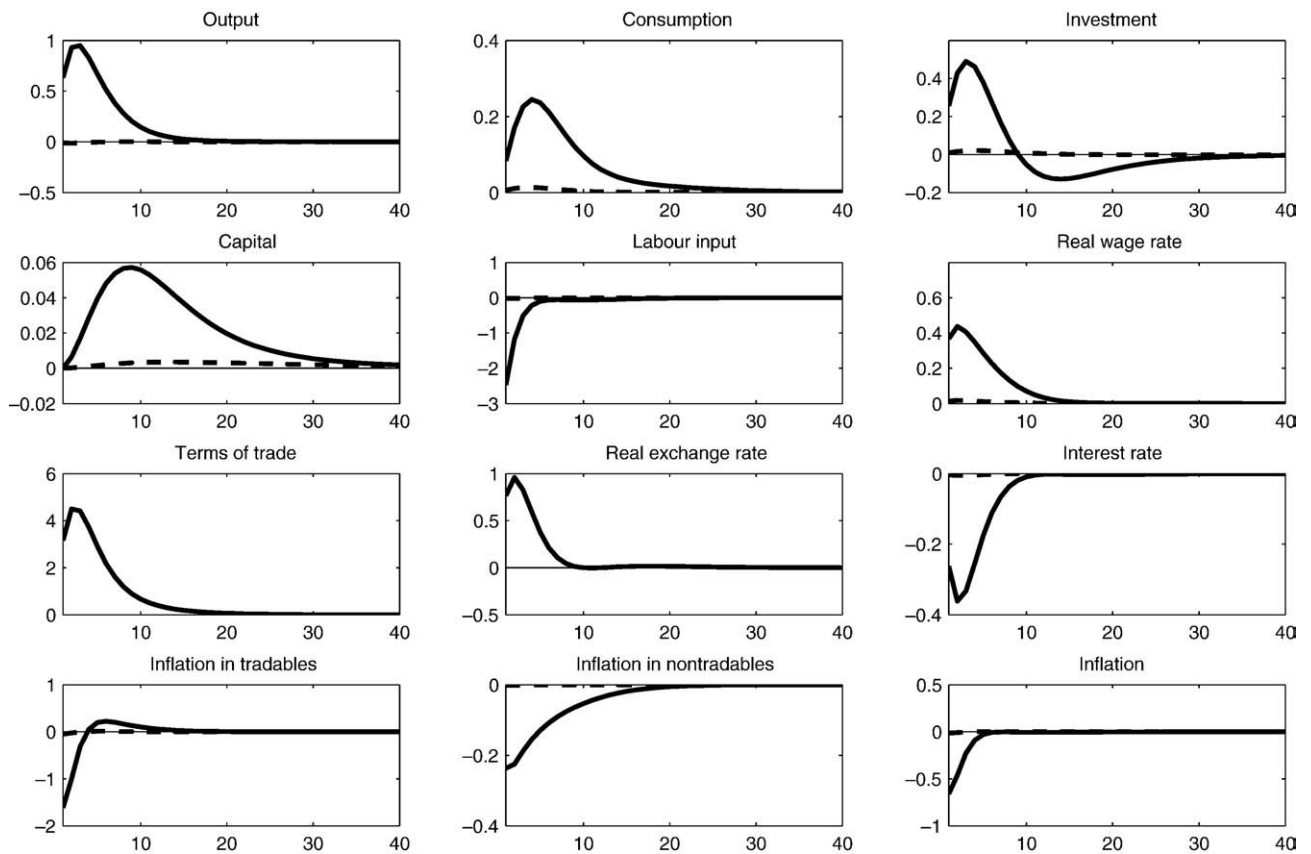 Output
1
0.5
0
−0.5
10 20 30 40
Consumption
0.4
0.2
0
10 20 30 40
Investment
0.4
0.2
0
−0.2
10 20 30 40
Capital
0.06
0.04
0.02
0
−0.02
10 20 30 40
Labour input
1
0
−1
−2
−3
10 20 30 40
Real wage rate
0.6
0.4
0.2
0
10 20 30 40
Terms of trade
6
4
2
0
10 20 30 40
Real exchange rate
1
0.5
0
−0.5
10 20 30 40
Interest rate
0
−0.2
−0.4
10 20 30 40
Inflation in tradables
1
0
−1
−2
10 20 30 40
Inflation in nontradables
0
−0.2
−0.4
10 20 30 40
Inflation
0.5
0
−0.5
−1
10 20 30 40